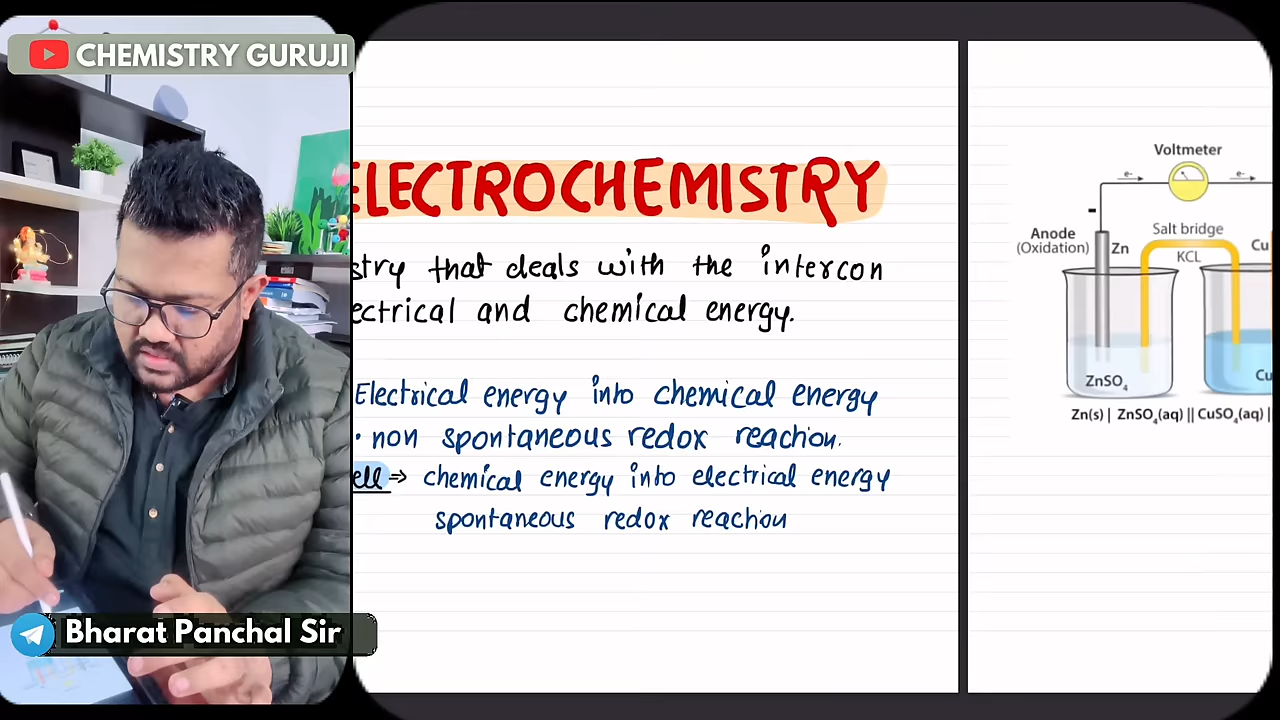 CHEMISTRY GURUJI
ELECTROCHEMISTRY
stry that deals with the intercon
ectrical and chemical energy.
Electrical energy into chemical energy
· non spontaneous redox reaction.
ell ⇒ chemical energy into electrical energy
spontaneous redox reaction
Voltmeter
e- e-
-
Anode
(Oxidation)
Zn
Salt bridge
KCL
Cu
ZnSO₄
Cu
Zn(s) | ZnSO₄(aq) || CuSO₄(aq) |
Bharat Panchal Sir